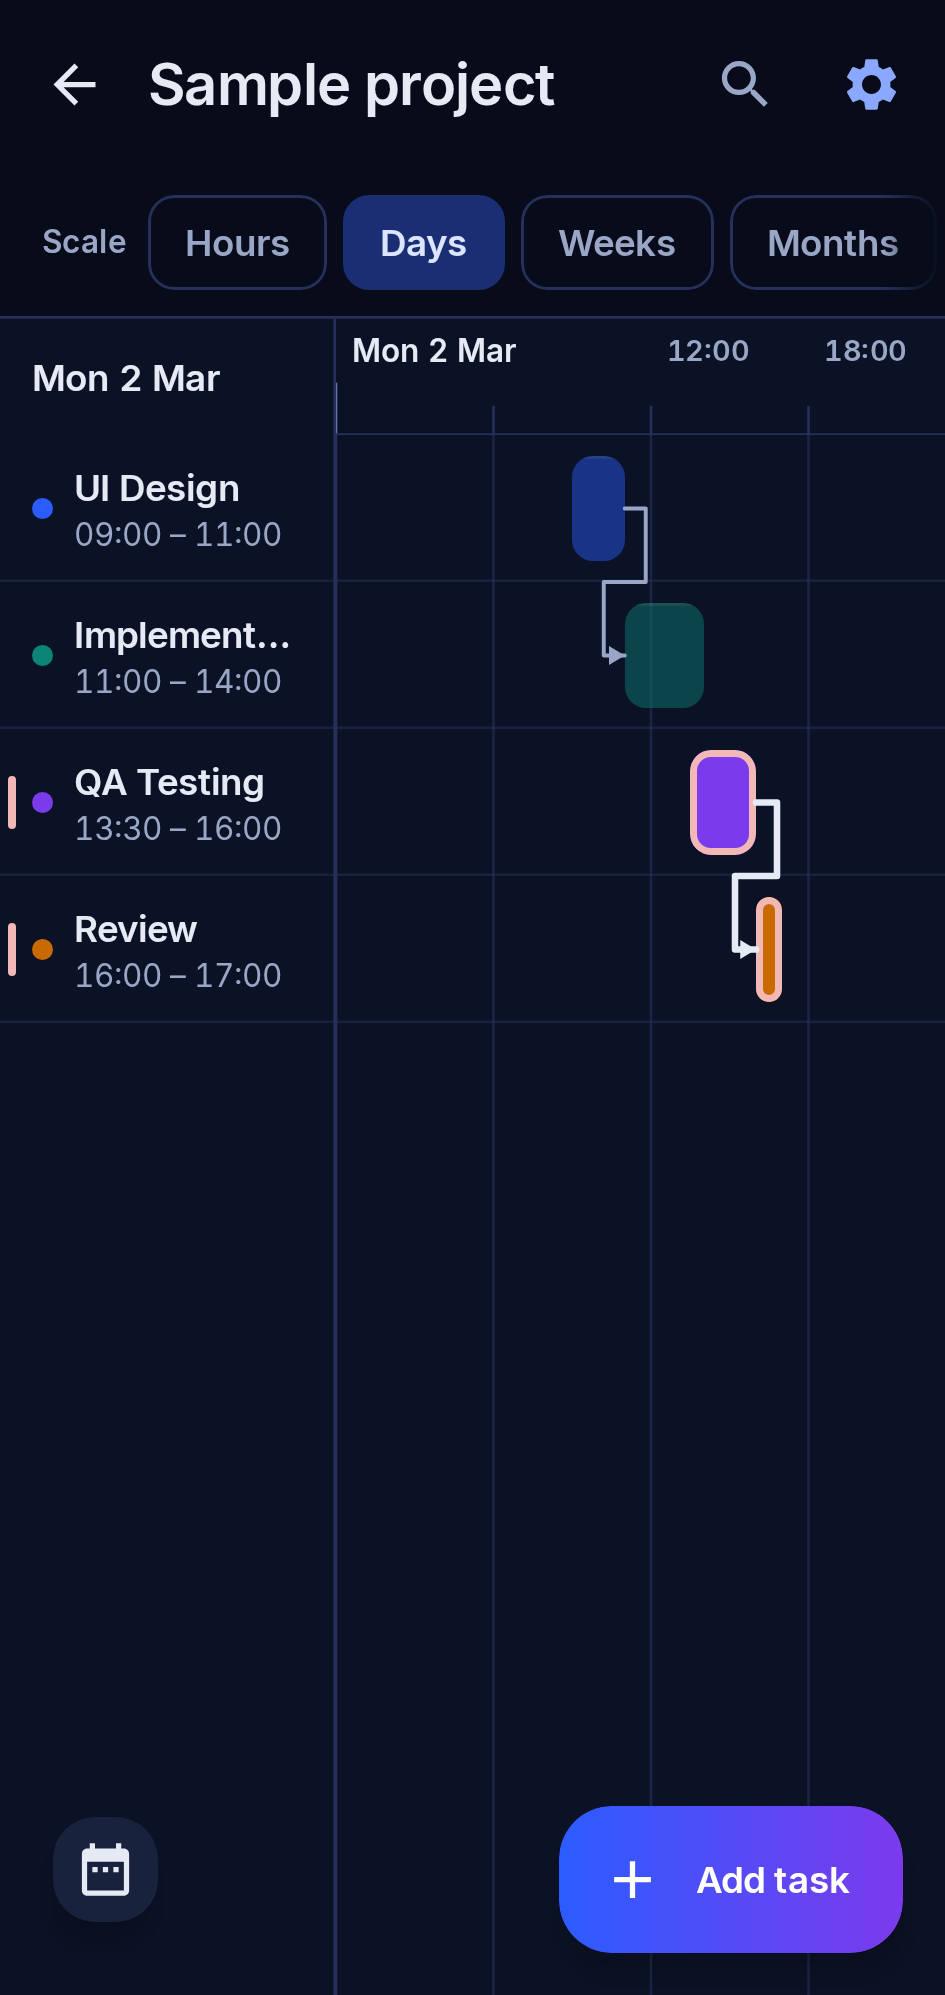 Sample project
Scale Hours Days Weeks Months
Mon 2 Mar
Mon 2 Mar 12:00 18:00
UI Design
09:00 – 11:00
Implement...
11:00 – 14:00
QA Testing
13:30 – 16:00
Review
16:00 – 17:00
Add task